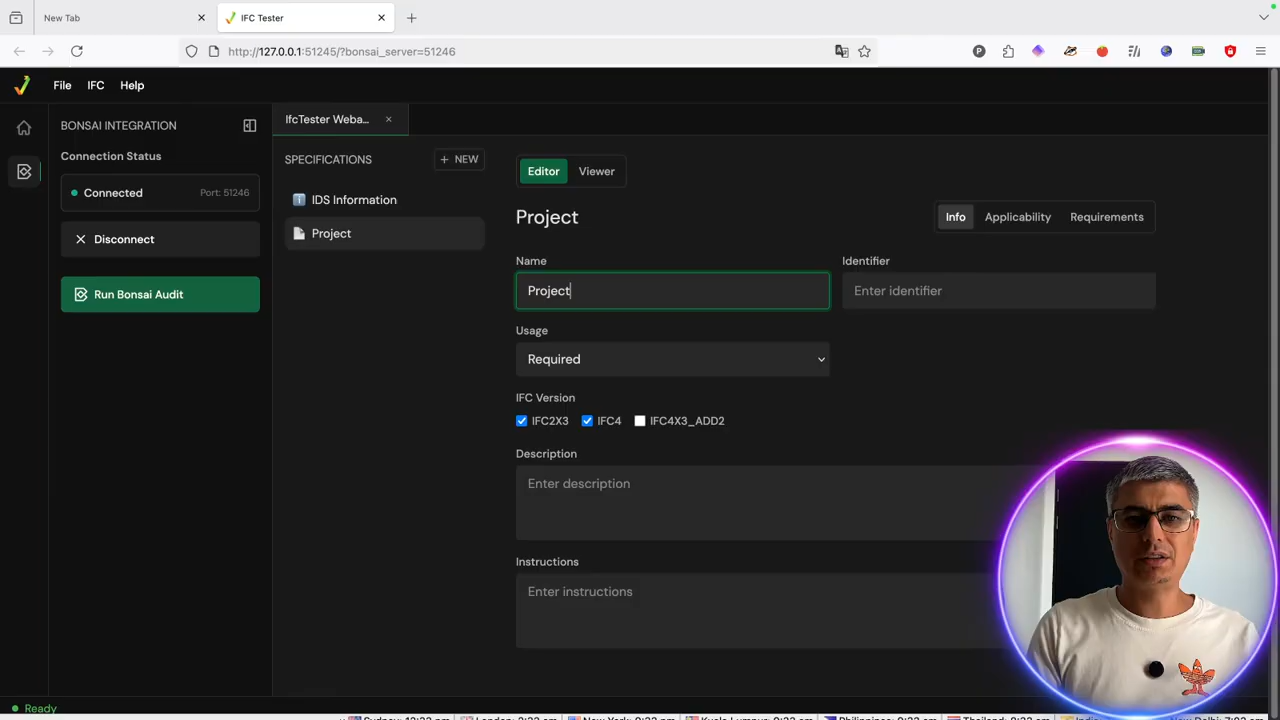 New Tab
IFC Tester
http://127.0.0.1:51245/?bonsai_server=51246
File IFC Help
BONSAI INTEGRATION
Connection Status
Connected Port: 51246
Disconnect
Run Bonsai Audit
IfcTester Weba...
SPECIFICATIONS
+ NEW
IDS Information
Project
Editor Viewer
Project
Info Applicability Requirements
Name
Project
Identifier
Enter identifier
Usage
Required
IFC Version
IFC2X3 IFC4 IFC4X3_ADD2
Description
Enter description
Instructions
Enter instructions
Ready